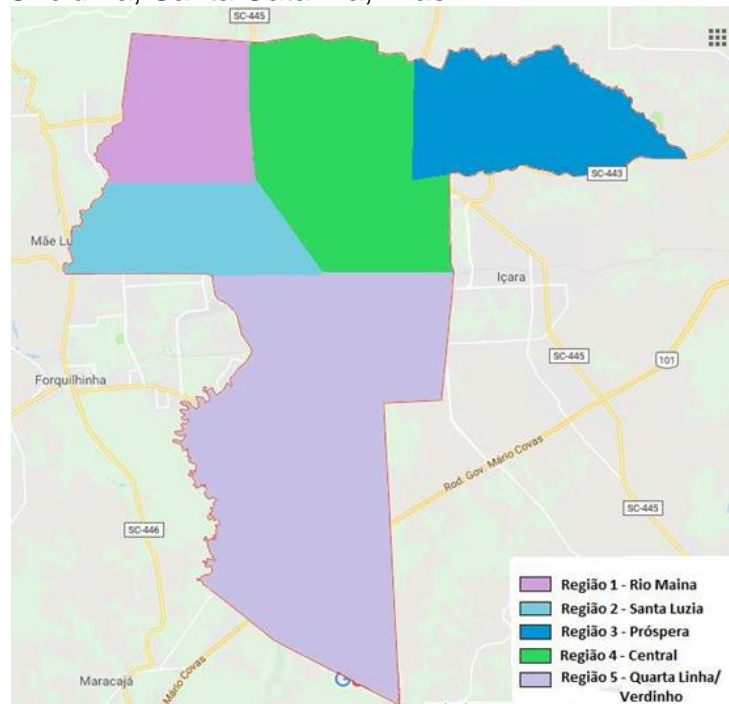 Santa Catarina,
SC-445
SC-443
Mãe Lu
Içara
SC-445
101
Forquilhinha
Rod. Gov. Mário Covas
SC-446
SC-445
Maracajá
Mário Covas
G
Região 1 - Rio Maina
Região 2 - Santa Luzia
Região 3 - Próspera
Região 4 - Central
Região 5 - Quarta Linha/
Verdinho